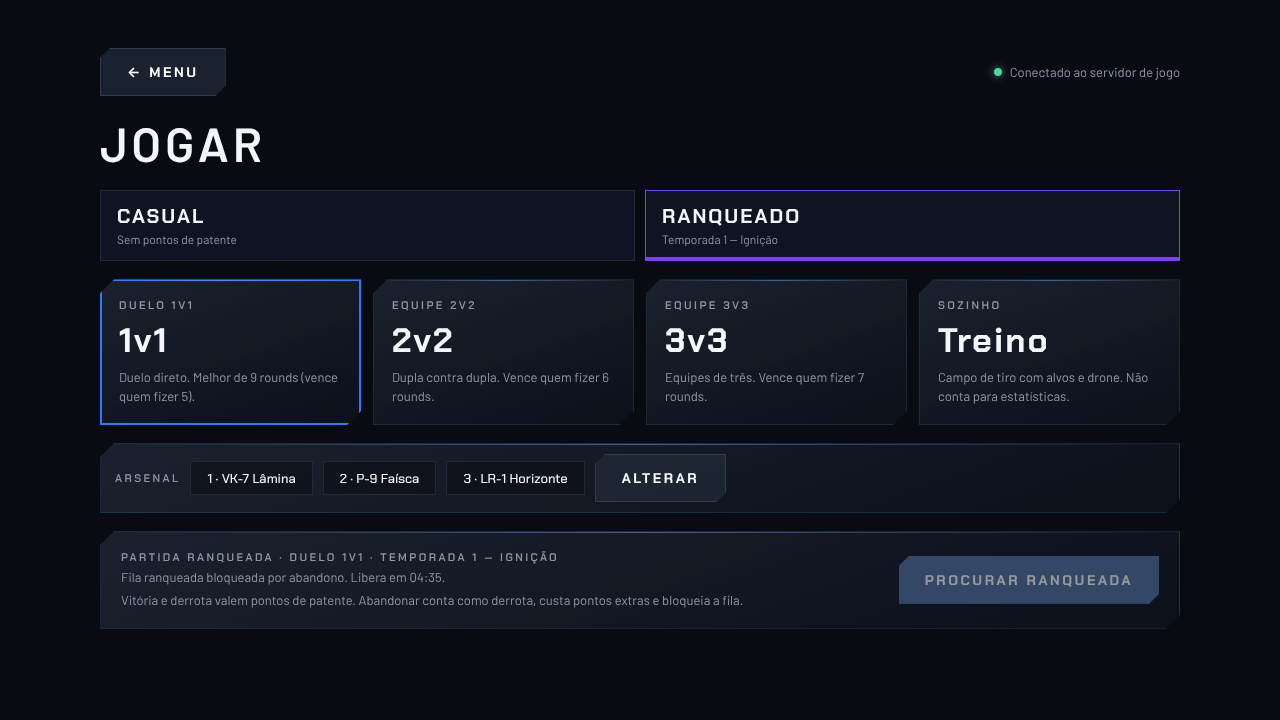 ← MENU
Conectado ao servidor de jogo
JOGAR
CASUAL
Sem pontos de patente
RANQUEADO
Temporada 1 — Ignição
DUELO 1V1
1v1
Duelo direto. Melhor de 9 rounds (vence
quem fizer 5).
EQUIPE 2V2
2v2
Dupla contra dupla. Vence quem fizer 6
rounds.
EQUIPE 3V3
3v3
Equipes de três. Vence quem fizer 7
rounds.
SOZINHO
Treino
Campo de tiro com alvos e drone. Não
conta para estatísticas.
ARSENAL
1 · VK-7 Lâmina
2 · P-9 Faísca
3 · LR-1 Horizonte
ALTERAR
PARTIDA RANQUEADA · DUELO 1V1 · TEMPORADA 1 — IGNIÇÃO
Fila ranqueada bloqueada por abandono. Libera em 04:35.
Vitória e derrota valem pontos de patente. Abandonar conta como derrota, custa pontos extras e bloqueia a fila.
PROCURAR RANQUEADA